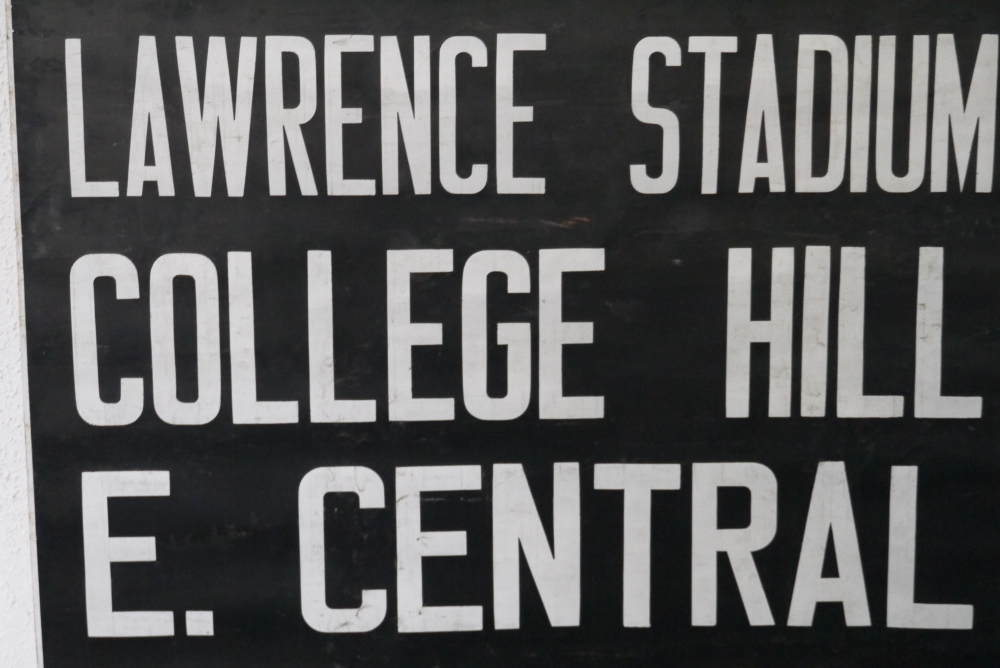 LAWRENCE STADIUM
COLLEGE HILL
E. CENTRAL